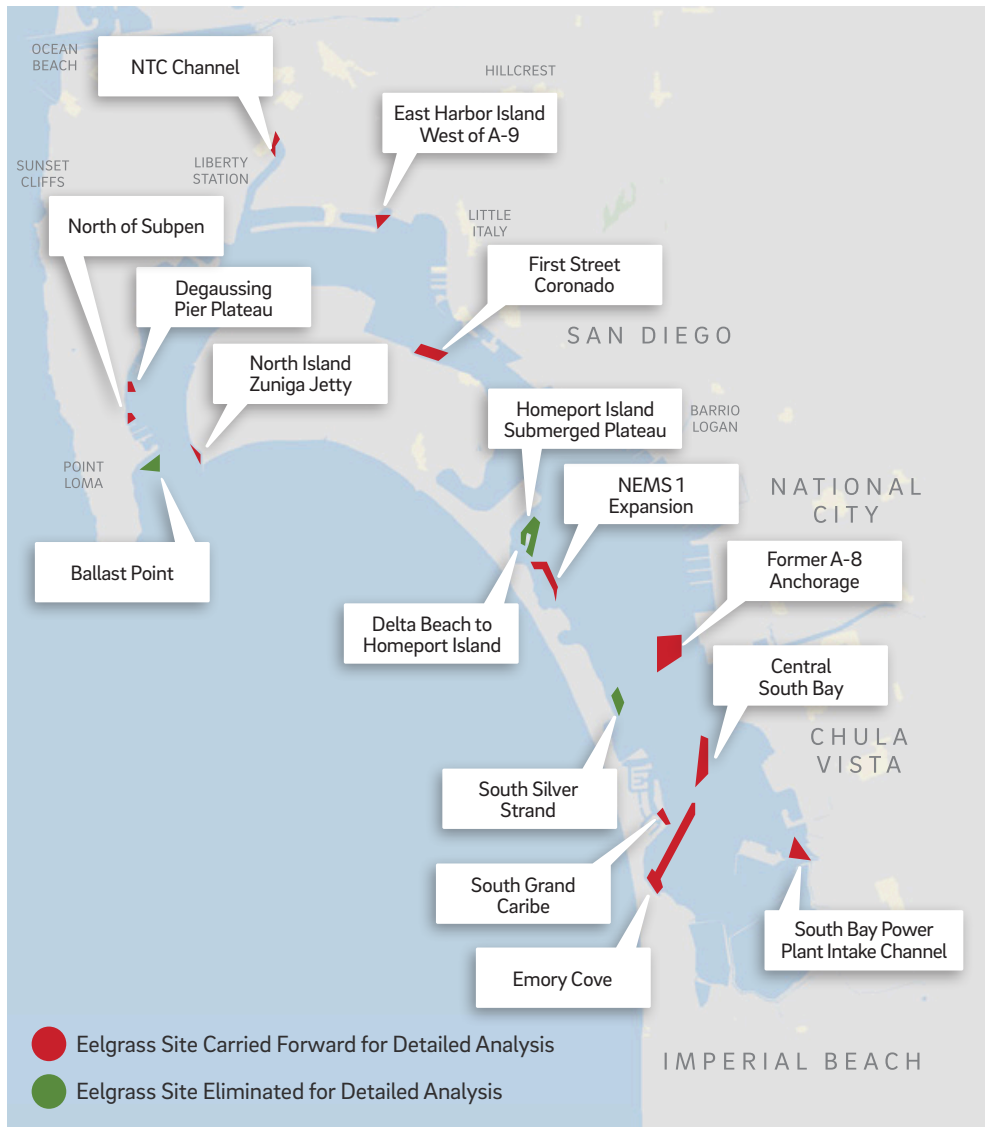 OCEAN
BEACH
NTC Channel
HILLCREST
East Harbor Island
West of A-9
SUNSET
CLIFFS
LIBERTY
STATION
North of Subpen
LITTLE
ITALY
First Street
Coronado
Degaussing
Pier Plateau
SAN DIEGO
North Island
Zuniga Jetty
Homeport Island
Submerged Plateau
BARRIO
LOGAN
POINT
LOMA
NEMS 1
Expansion
NATIONAL
CITY
Ballast Point
Former A-8
Anchorage
Delta Beach to
Homeport Island
Central
South Bay
CHULA
VISTA
South Silver
Strand
South Grand
Caribe
South Bay Power
Plant Intake Channel
Emory Cove
Eelgrass Site Carried Forward for Detailed Analysis
IMPERIAL BEACH
Eelgrass Site Eliminated for Detailed Analysis